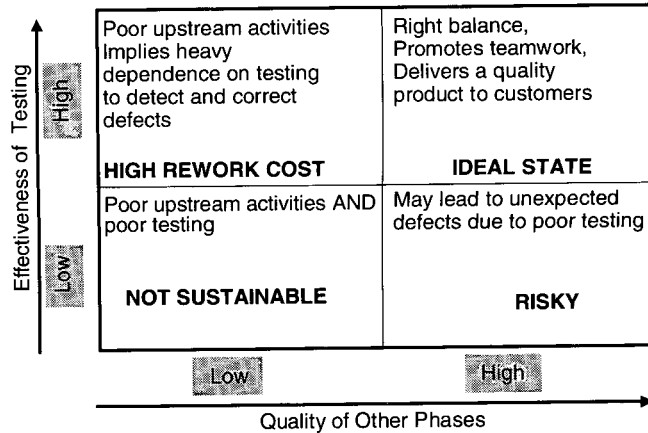 Effectiveness of Testing
High
Low
Poor upstream activities
Implies heavy
dependence on testing
to detect and correct
defects
HIGH REWORK COST
Right balance,
Promotes teamwork,
Delivers a quality
product to customers
IDEAL STATE
Poor upstream activities AND
poor testing
NOT SUSTAINABLE
May lead to unexpected
defects due to poor testing
RISKY
Low
High
Quality of Other Phases